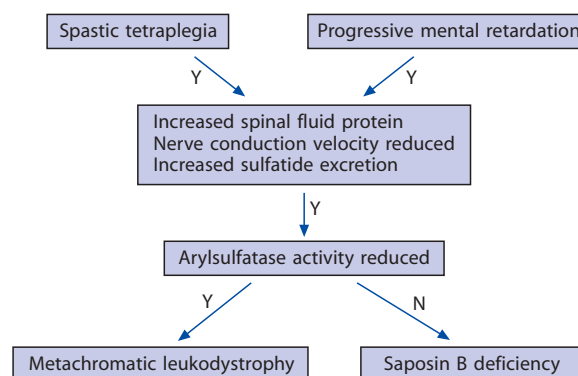 Spastic tetraplegia
Progressive mental retardation
Y
Y
Increased spinal fluid protein
Nerve conduction velocity reduced
Increased sulfatide excretion
Y
Arylsulfatase activity reduced
Y
N
Metachromatic leukodystrophy
Saposin B deficiency